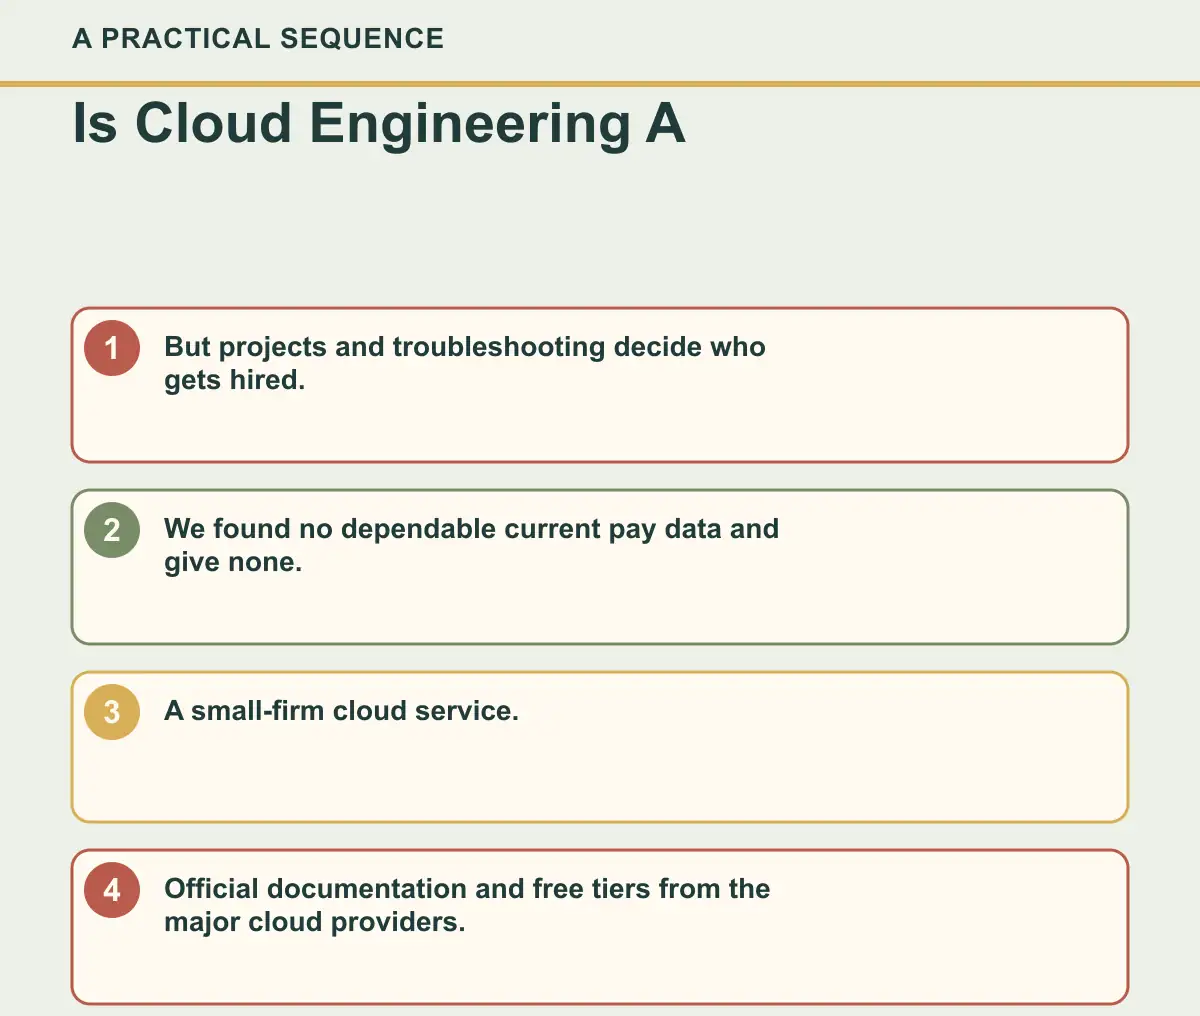 A PRACTICAL SEQUENCE
Is Cloud Engineering A
1
But projects and troubleshooting decide who
gets hired.
2
We found no dependable current pay data and
give none.
3
A small-firm cloud service.
4
Official documentation and free tiers from the
major cloud providers.